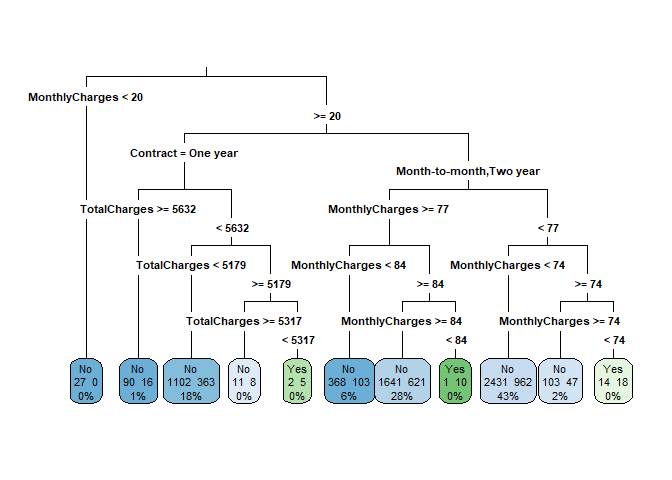 MonthlyCharges < 20
>= 20
Contract = One year
Month-to-month,Two year
TotalCharges >= 5632
< 5632
MonthlyCharges >= 77
< 77
TotalCharges < 5179
>= 5179
MonthlyCharges < 84
>= 84
MonthlyCharges < 74
>= 74
TotalCharges >= 5317
< 5317
MonthlyCharges >= 84
< 84
MonthlyCharges >= 74
< 74
No
27 0
0%
No
90 16
1%
No
1102 363
18%
No
11 8
0%
Yes
2 5
0%
No
368 103
6%
No
1641 621
28%
Yes
1 10
0%
No
2431 962
43%
No
103 47
2%
Yes
14 18
0%